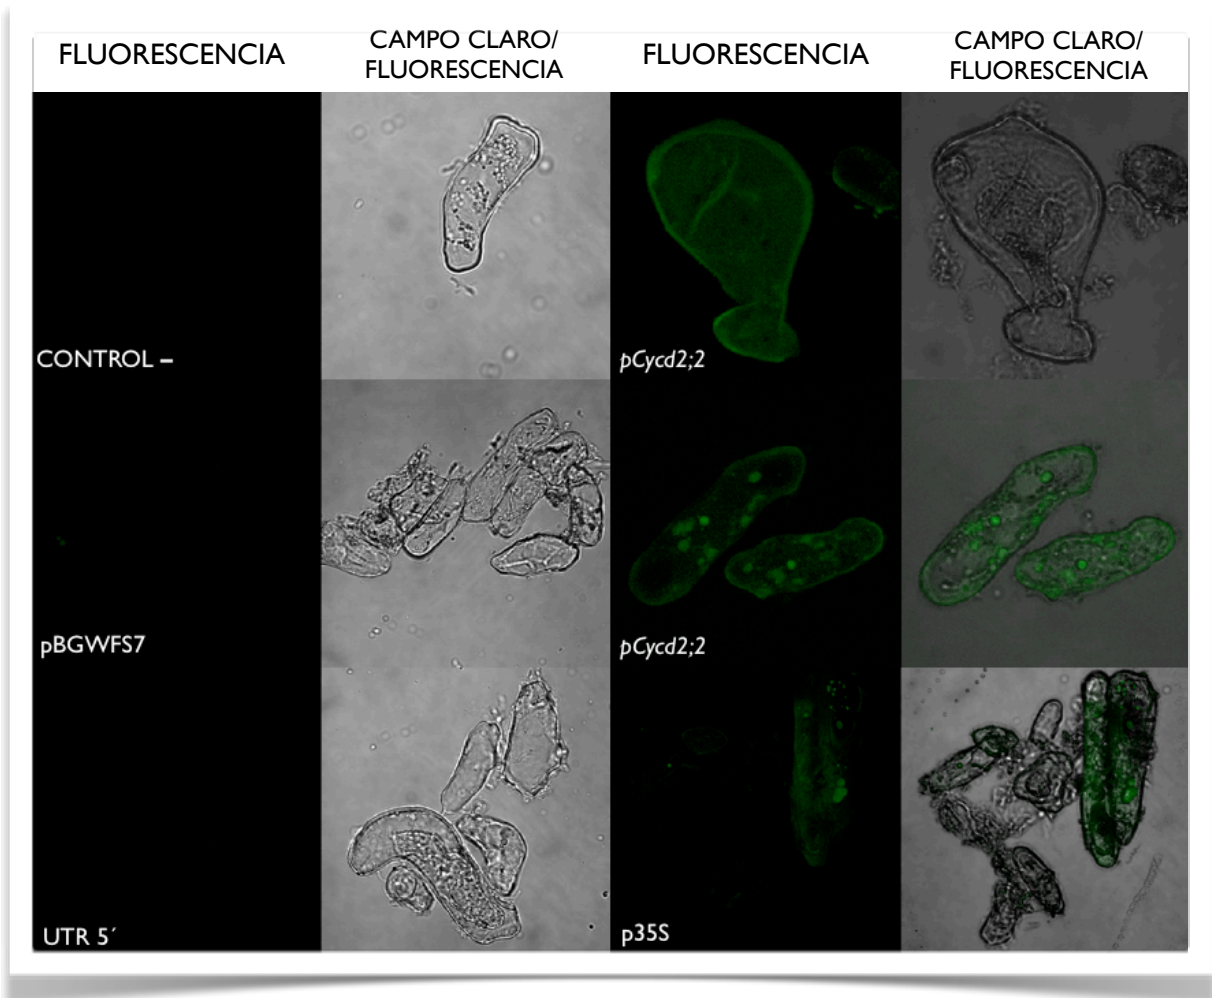 FLUORESCENCIA
CAMPO CLARO/
FLUORESCENCIA
FLUORESCENCIA
CAMPO CLARO/
FLUORESCENCIA
CONTROL –
pCycd2;2
pBGWFS7
pCycd2;2
UTR 5´
p35S